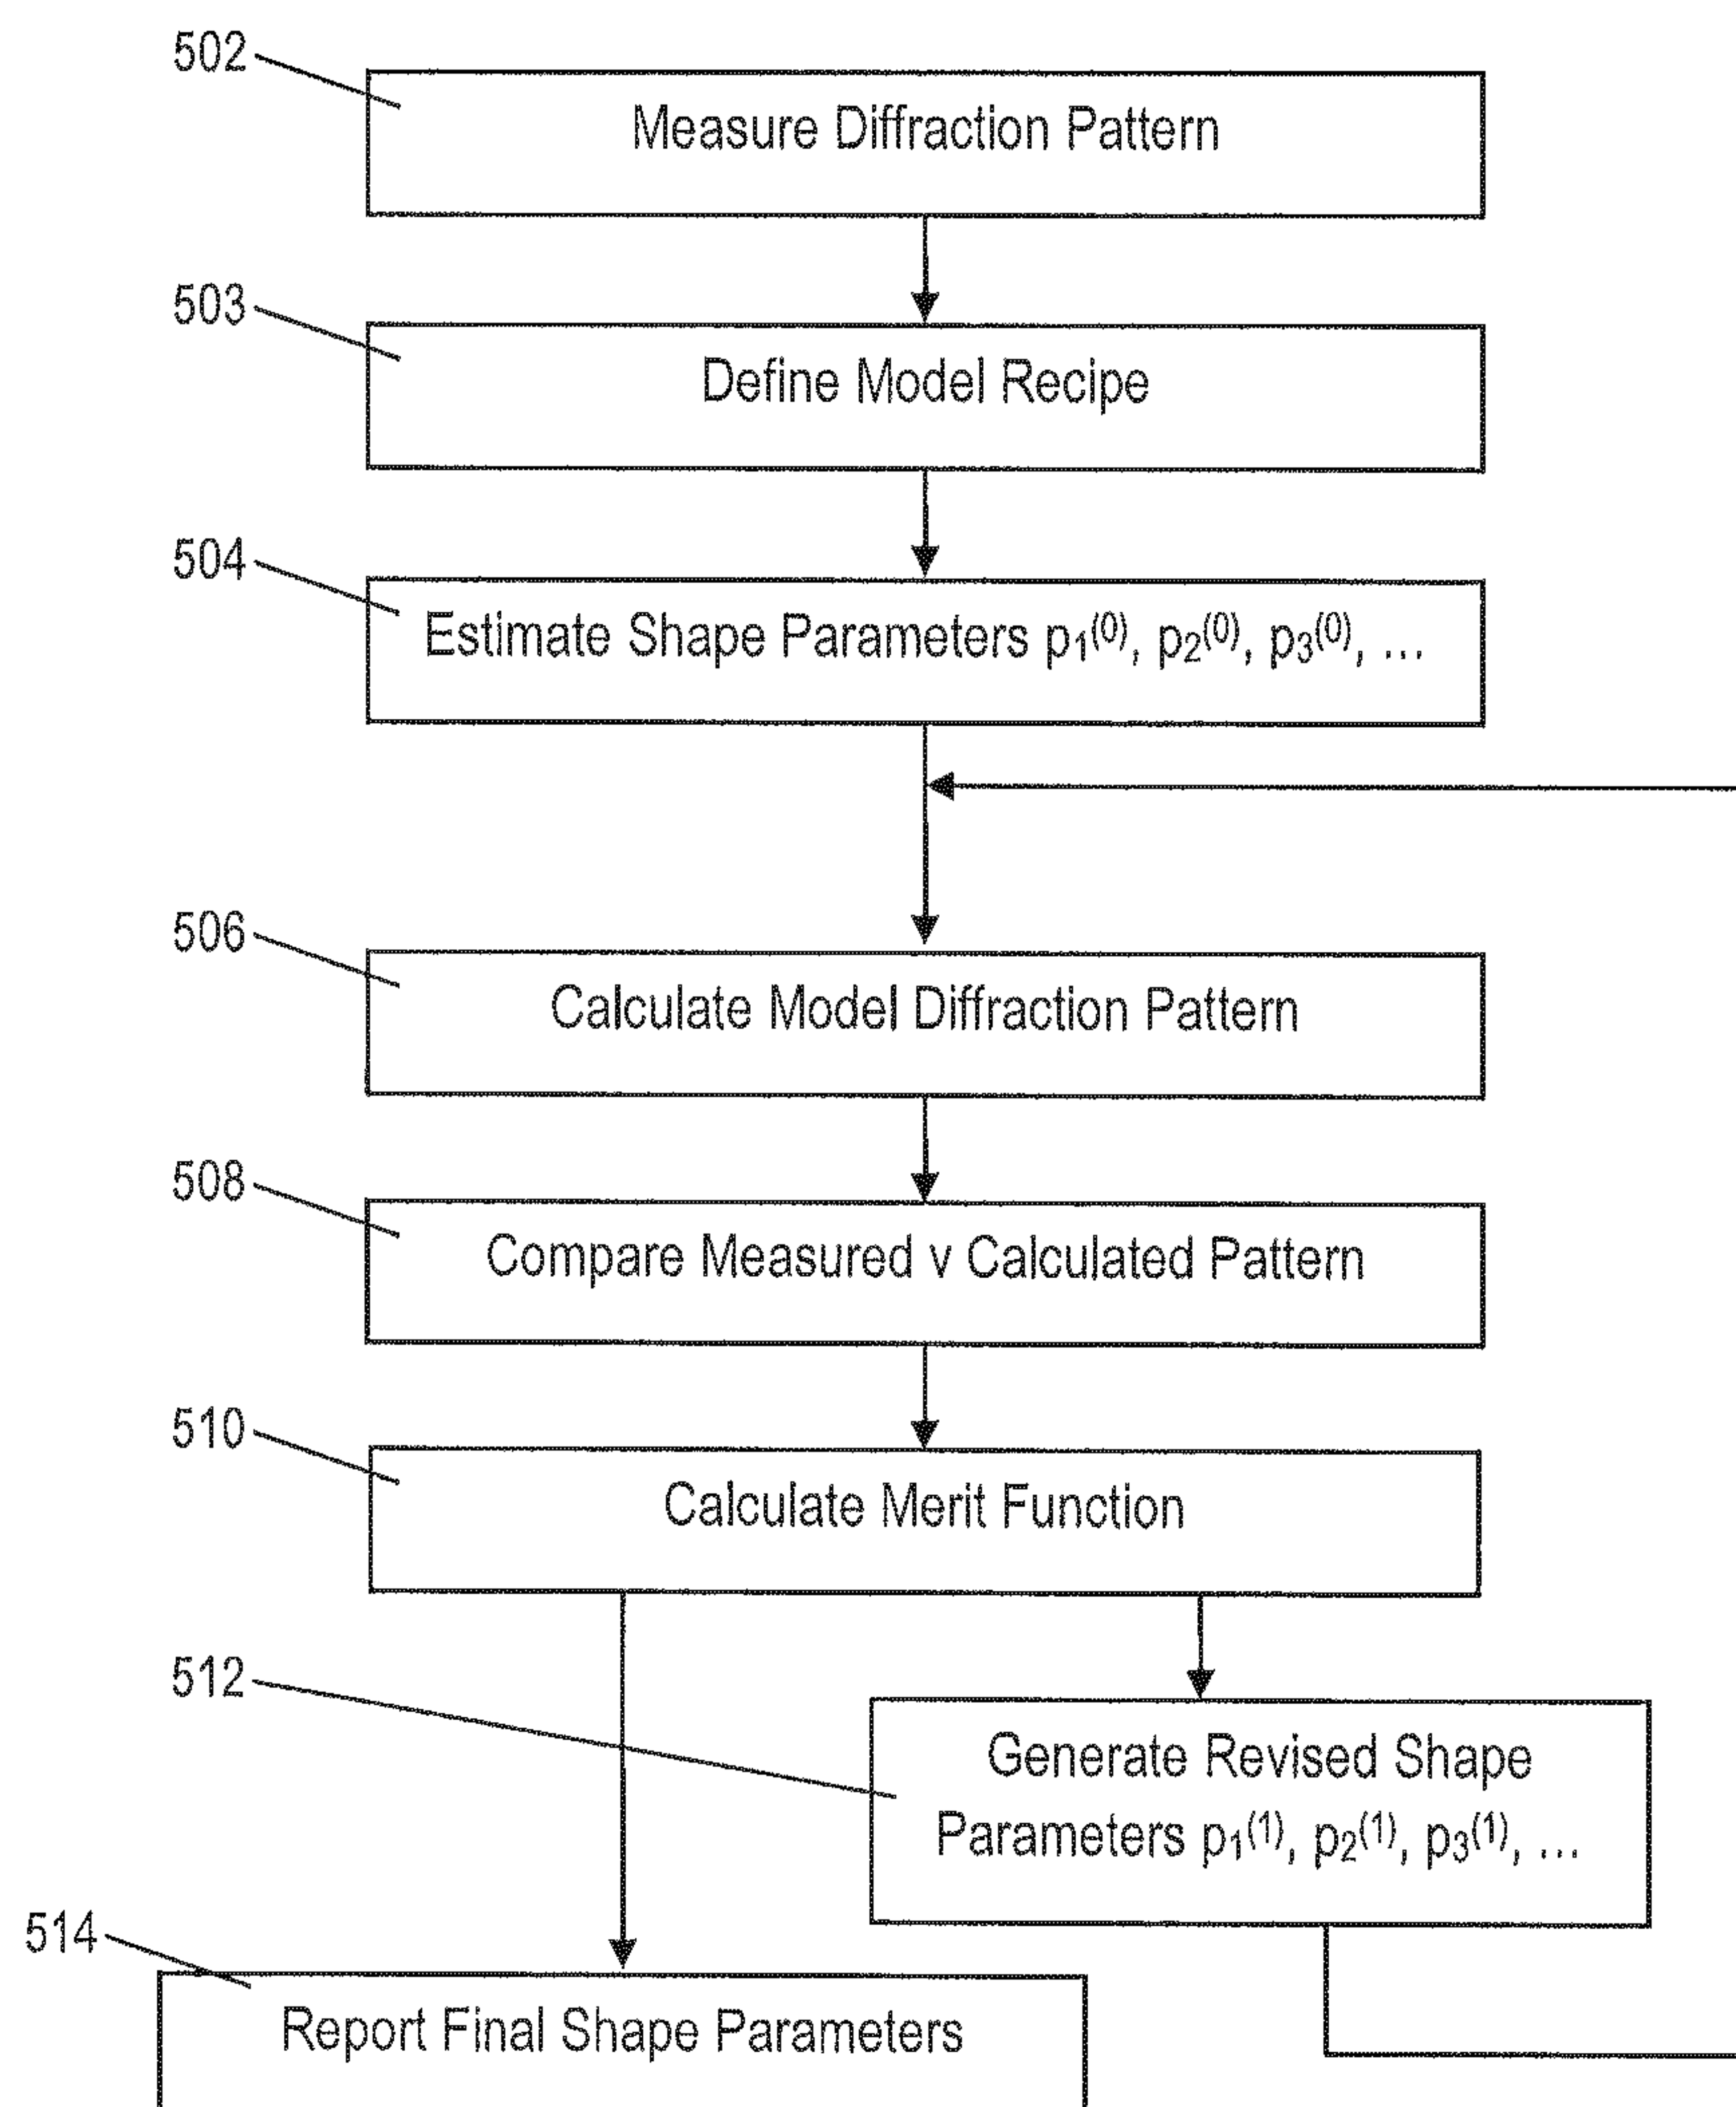 502
Measure Diffraction Pattern
503
Define Model Recipe
504
Estimate Shape Parameters p₁⁽⁰⁾, p₂⁽⁰⁾, p₃⁽⁰⁾, ...
506
Calculate Model Diffraction Pattern
508
Compare Measured v Calculated Pattern
510
Calculate Merit Function
512
Generate Revised Shape
Parameters p₁⁽¹⁾, p₂⁽¹⁾, p₃⁽¹⁾, ...
514
Report Final Shape Parameters